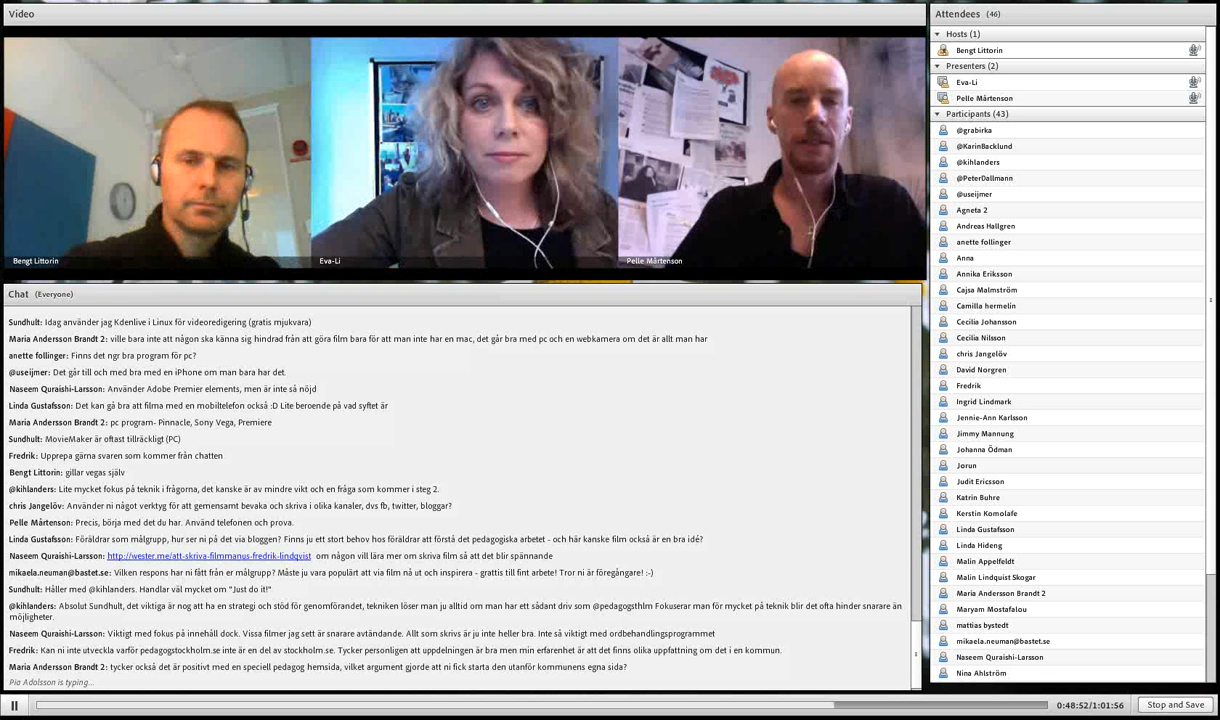 Video
Bengt Littorin
Eva-Li
Pelle Mårtenson
Chat (Everyone)
Sundhult: Idag använder jag Kdenlive i Linux för videoredigering (gratis mjukvara)
Maria Andersson Brandt 2: ville bara inte att någon ska känna sig hindrad från att göra film bara för att man inte har en mac, det går bra med pc och en webkamera om det är allt man har
anette follinger: Finns det ngr bra program för pc?
@useijmer: Det går till och med bra med en iPhone om man bara har det.
Naseem Quraishi-Larsson: Använder Adobe Premier elements, men är inte så nöjd
Linda Gustafsson: Det kan gå bra att filma med en mobiltelefon också :D Lite beroende på vad syftet är
Maria Andersson Brandt 2: pc program- Pinnacle, Sony Vega, Premiere
Sundhult: MovieMaker är oftast tillräckligt (PC)
Fredrik: Upprepa gärna svaren som kommer från chatten
Bengt Littorin: gillar vegas själv
@kihlanders: Lite mycket fokus på teknik i frågorna, det kanske är av mindre vikt och en fråga som kommer i steg 2.
chris Jangelöv: Använder ni något verktyg för att gemensamt bevaka och skriva i olika kanaler, dvs fb, twitter, bloggar?
Pelle Mårtenson: Precis, börja med det du har. Använd telefonen och prova.
Linda Gustafsson: Föräldrar som målgrupp, hur ser ni på det via bloggen? Finns ju ett stort behov hos föräldrar att förstå det pedagogiska arbetet - och här kanske film också är en bra idé?
Naseem Quraishi-Larsson: http://wester.me/att-skriva-filmmanus-fredrik-lindqvist om någon vill lära mer om skriva film så att det blir spännande
mikaela.neuman@bastet.se: Vilken respons har ni fått från er målgrupp? Måste ju vara populärt att via film nå ut och inspirera - grattis till fint arbete! Tror ni är föregångare! :-)
Sundhult: Håller med @kihlanders. Handlar väl mycket om "Just do it!"
@kihlanders: Absolut Sundhult, det viktiga är nog att ha en strategi och stöd för genomförandet, tekniken löser man ju alltid om man har ett sådant driv som @pedagogsthlm Fokuserar man för mycket på teknik blir det ofta hinder snarare än
möjligheter.
Naseem Quraishi-Larsson: Viktigt med fokus på innehåll dock. Vissa filmer jag sett är snarare avtändande. Allt som skrivs är ju inte heller bra. Inte så viktigt med ordbehandlingsprogrammet
Fredrik: Kan ni inte utveckla varför pedagogstockholm.se inte är en del av stockholm.se. Tycker personligen att uppdelningen är bra men min erfarenhet är att det finns olika uppfattning om det i en kommun.
Maria Andersson Brandt 2: tycker också det är positivt med en speciell pedagog hemsida, vilket argument gjorde att ni fick starta den utanför kommunens egna sida?
Pia Adolsson is typing...
Attendees (46)
Hosts (1)
Bengt Littorin
Presenters (2)
Eva-Li
Pelle Mårtenson
Participants (43)
@grabirka
@KarinBacklund
@kihlanders
@PeterDallmann
@useijmer
Agneta 2
Andreas Hallgren
anette follinger
Anna
Annika Eriksson
Cajsa Malmström
Camilla hermelin
Cecilia Johansson
Cecilia Nilsson
chris Jangelöv
David Norgren
Fredrik
Ingrid Lindmark
Jennie-Ann Karlsson
Jimmy Mannung
Johanna Ödman
Jorun
Judit Ericsson
Katrin Buhre
Kerstin Komolafe
Linda Gustafsson
Linda Hideng
Malin Appelfeldt
Malin Lindquist Skogar
Maria Andersson Brandt 2
Maryam Mostafalou
mattias bystedt
mikaela.neuman@bastet.se
Naseem Quraishi-Larsson
Nina Ahlström
0:48:52/1:01:56
Stop and Save